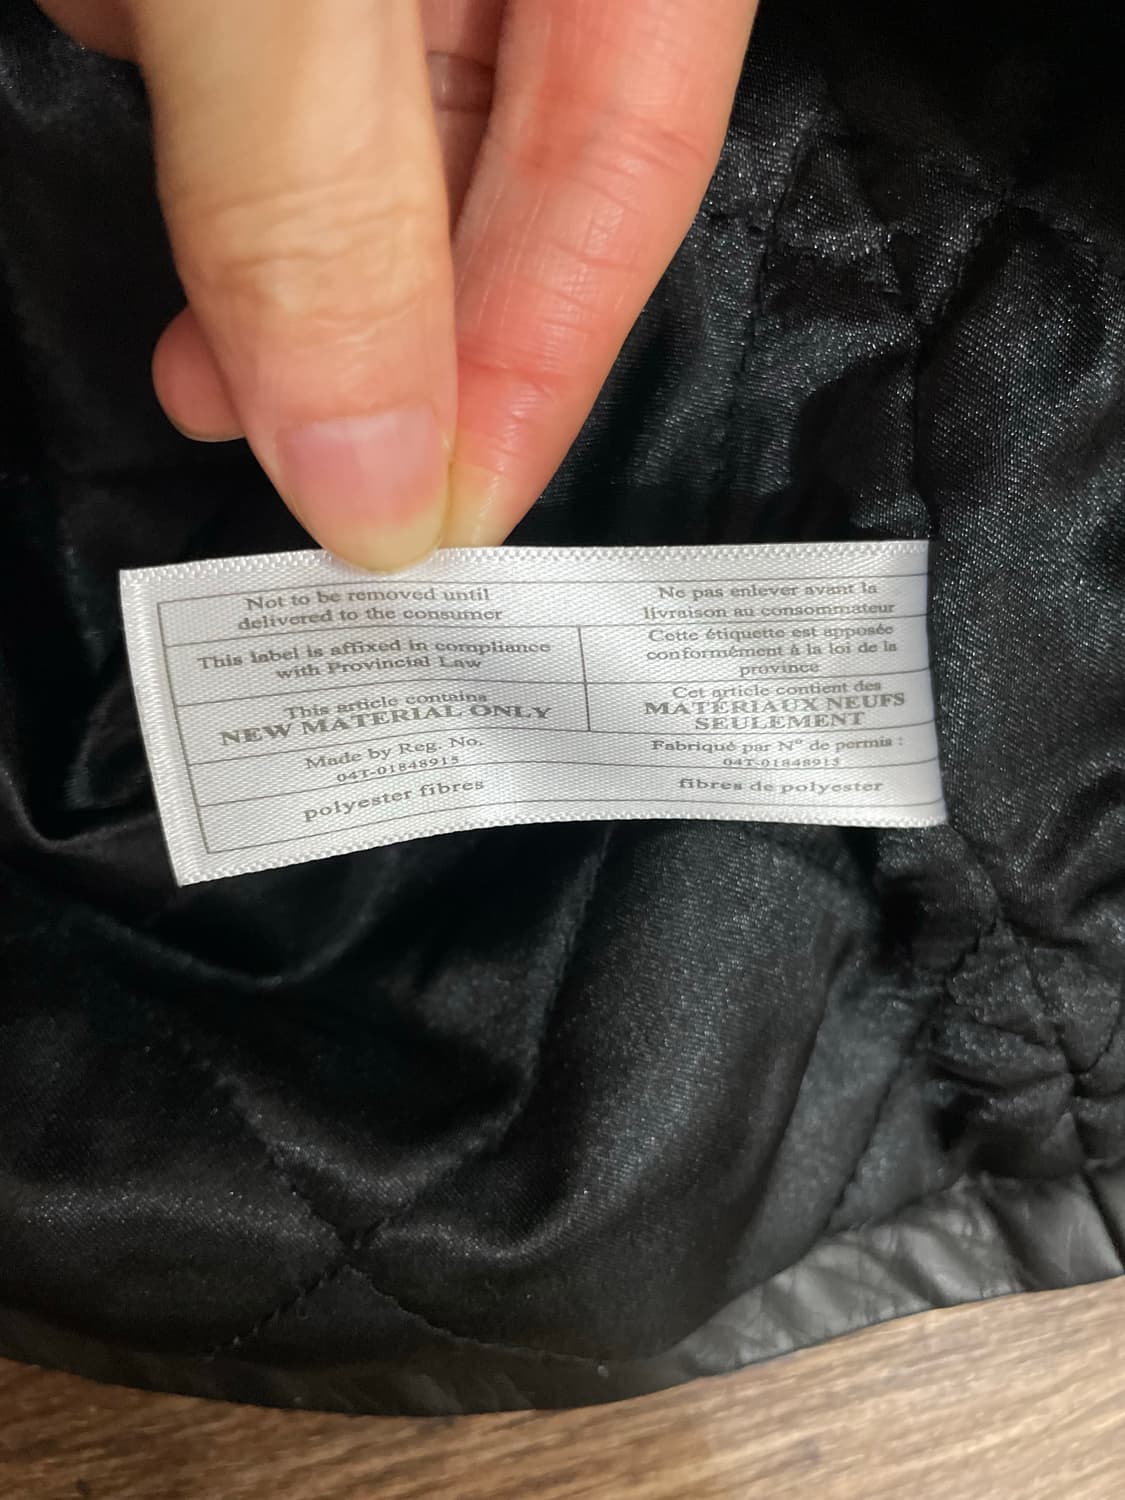 Not to be removed until
delivered to the consumer
Ne pas enlever avant la
livraison au consommateur
This label is affixed in compliance
with Provincial Law
Cette étiquette est apposée
conformément à la loi de la
province
This article contains
NEW MATERIAL ONLY
Cet article contient des
MATÉRIAUX NEUFS
SEULEMENT
Made by Reg. No.
04T-01848915
Fabriqué par N° de permis :
04T-01848915
polyester fibres
fibres de polyester